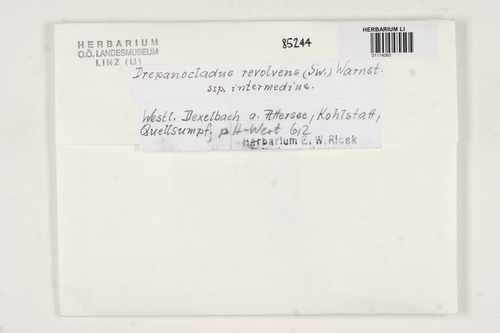 HERBARIUM
O.Ö. LANDESMUSEUM
LINZ (LI)
85244
HERBARIUM LI
01114065
Drepanocladus revolvens (Sw.) Warnst.
ssp. intermedius.
Westl. Dexelbach a. Attersee, Kohlstatt,
Quellsumpf, pH-Wert 6,2
Herbarium E. W. Ricek